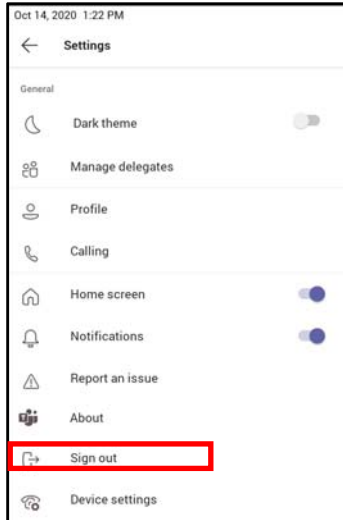 Oct 14, 2020 1:22 PM
Settings
General
Dark theme
Manage delegates
Profile
Calling
Home screen
Notifications
Report an issue
About
Sign out
Device settings